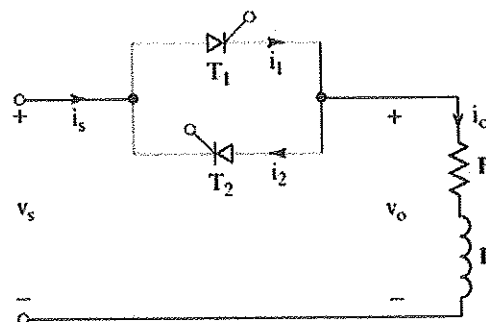 T1 i1
+ is + io
T2 i2
R
vs vo
L
− −